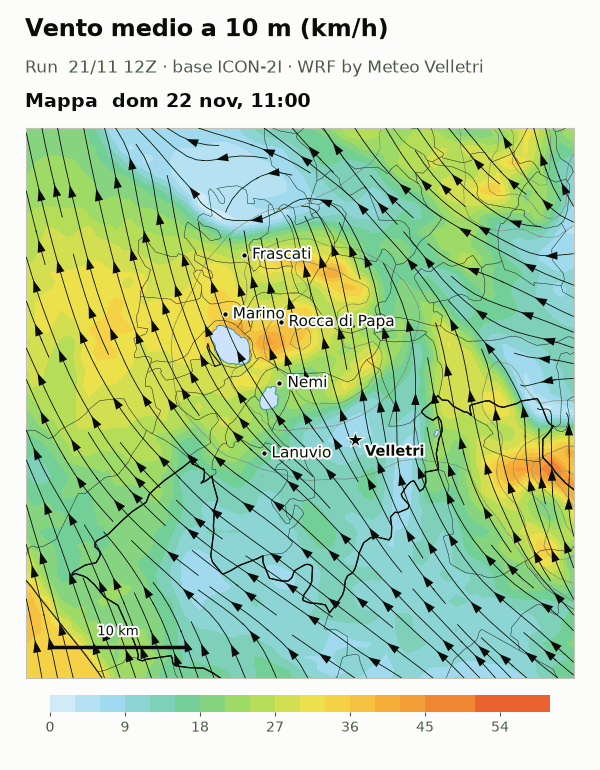 Vento medio a 10 m (km/h)
Run 21/11 12Z · base ICON-2I · WRF by Meteo Velletri
Mappa dom 22 nov, 11:00
Frascati
Marino
Rocca di Papa
Nemi
Velletri
Lanuvio
10 km
0 9 18 27 36 45 54